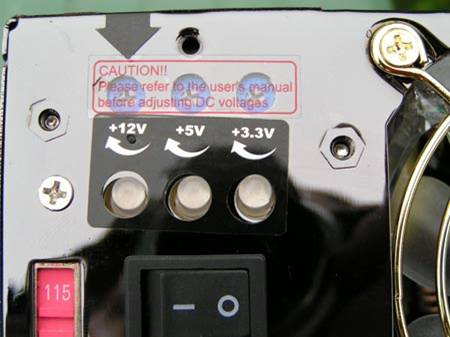 CAUTION!!
Please refer to the user's manual
before adjusting DC voltages
+12V +5V +3.3V
115